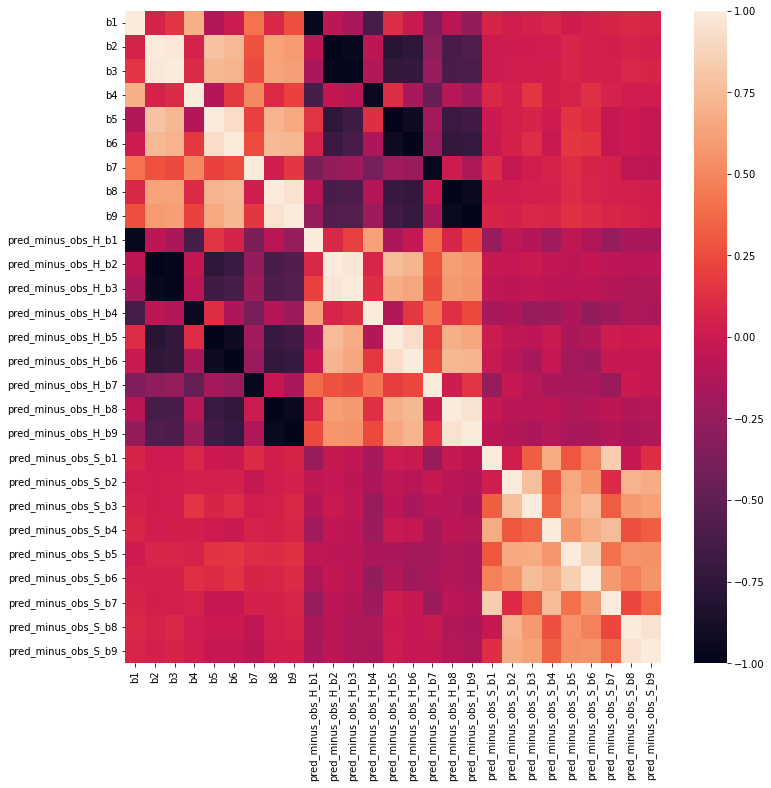 b1
b2
b3
b4
b5
b6
b7
b8
b9
pred_minus_obs_H_b1
pred_minus_obs_H_b2
pred_minus_obs_H_b3
pred_minus_obs_H_b4
pred_minus_obs_H_b5
pred_minus_obs_H_b6
pred_minus_obs_H_b7
pred_minus_obs_H_b8
pred_minus_obs_H_b9
pred_minus_obs_S_b1
pred_minus_obs_S_b2
pred_minus_obs_S_b3
pred_minus_obs_S_b4
pred_minus_obs_S_b5
pred_minus_obs_S_b6
pred_minus_obs_S_b7
pred_minus_obs_S_b8
pred_minus_obs_S_b9
b1
b2
b3
b4
b5
b6
b7
b8
b9
pred_minus_obs_H_b1
pred_minus_obs_H_b2
pred_minus_obs_H_b3
pred_minus_obs_H_b4
pred_minus_obs_H_b5
pred_minus_obs_H_b6
pred_minus_obs_H_b7
pred_minus_obs_H_b8
pred_minus_obs_H_b9
pred_minus_obs_S_b1
pred_minus_obs_S_b2
pred_minus_obs_S_b3
pred_minus_obs_S_b4
pred_minus_obs_S_b5
pred_minus_obs_S_b6
pred_minus_obs_S_b7
pred_minus_obs_S_b8
pred_minus_obs_S_b9
1.00
0.75
0.50
0.25
0.00
−0.25
−0.50
−0.75
−1.00